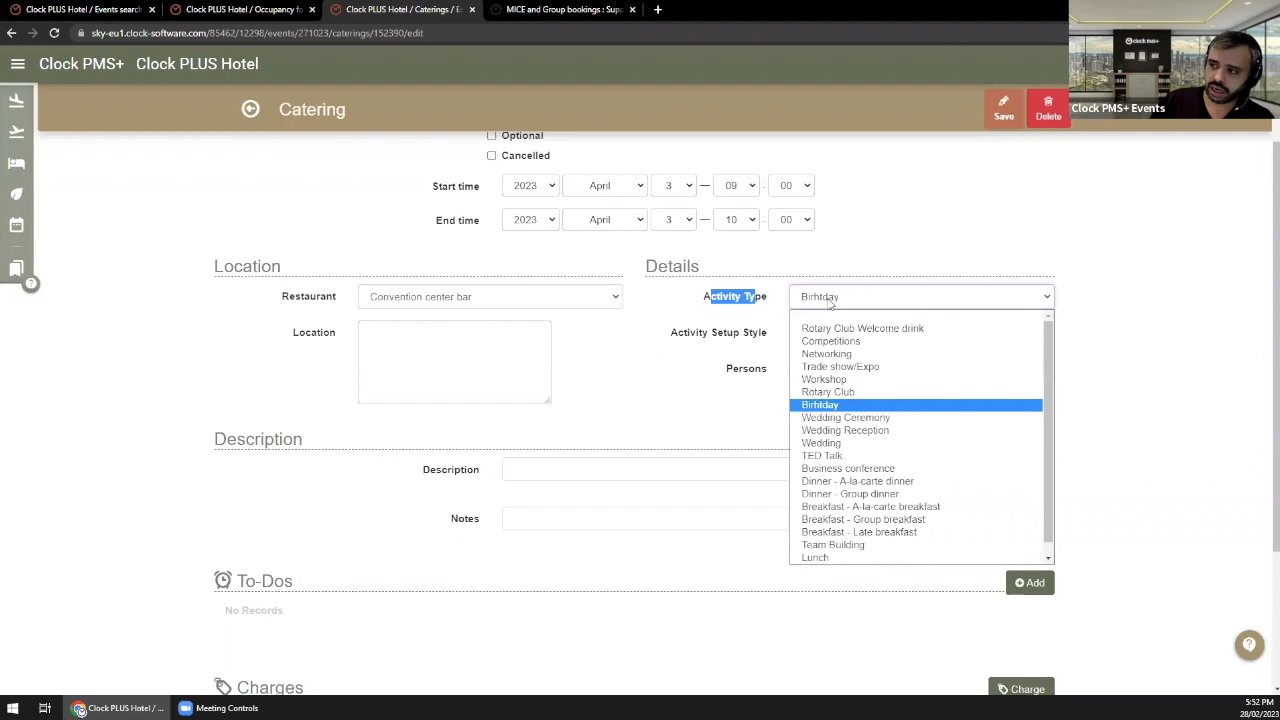 Clock PLUS Hotel / Events search
Clock PLUS Hotel / Occupancy fo
Clock PLUS Hotel / Caterings / E
MICE and Group bookings : Sup
sky-eu1.clock-software.com/85462/12298/events/271023/caterings/152390/edit
Clock PMS+ Clock PLUS Hotel
clock PMS+
Clock PMS+ Events
Catering
Save
Delete
Optional
Cancelled
Start time 2023 April 3 — 09 : 00
End time 2023 April 3 — 10 : 00
Location
Details
Restaurant Convention center bar
Activity Type Birhtday
Location
Activity Setup Style
Persons
Rotary Club Welcome drink
Competitions
Networking
Trade show/Expo
Workshop
Rotary Club
Birhtday
Wedding Ceremony
Wedding Reception
Wedding
TED Talk
Business conference
Dinner - A-la-carte dinner
Dinner - Group dinner
Breakfast - A-la-carte breakfast
Breakfast - Group breakfast
Breakfast - Late breakfast
Team Building
Lunch
Description
Description
Notes
To-Dos
Add
No Records
Charges
Charge
Clock PLUS Hotel / ...
Meeting Controls
5:52 PM
28/02/2023